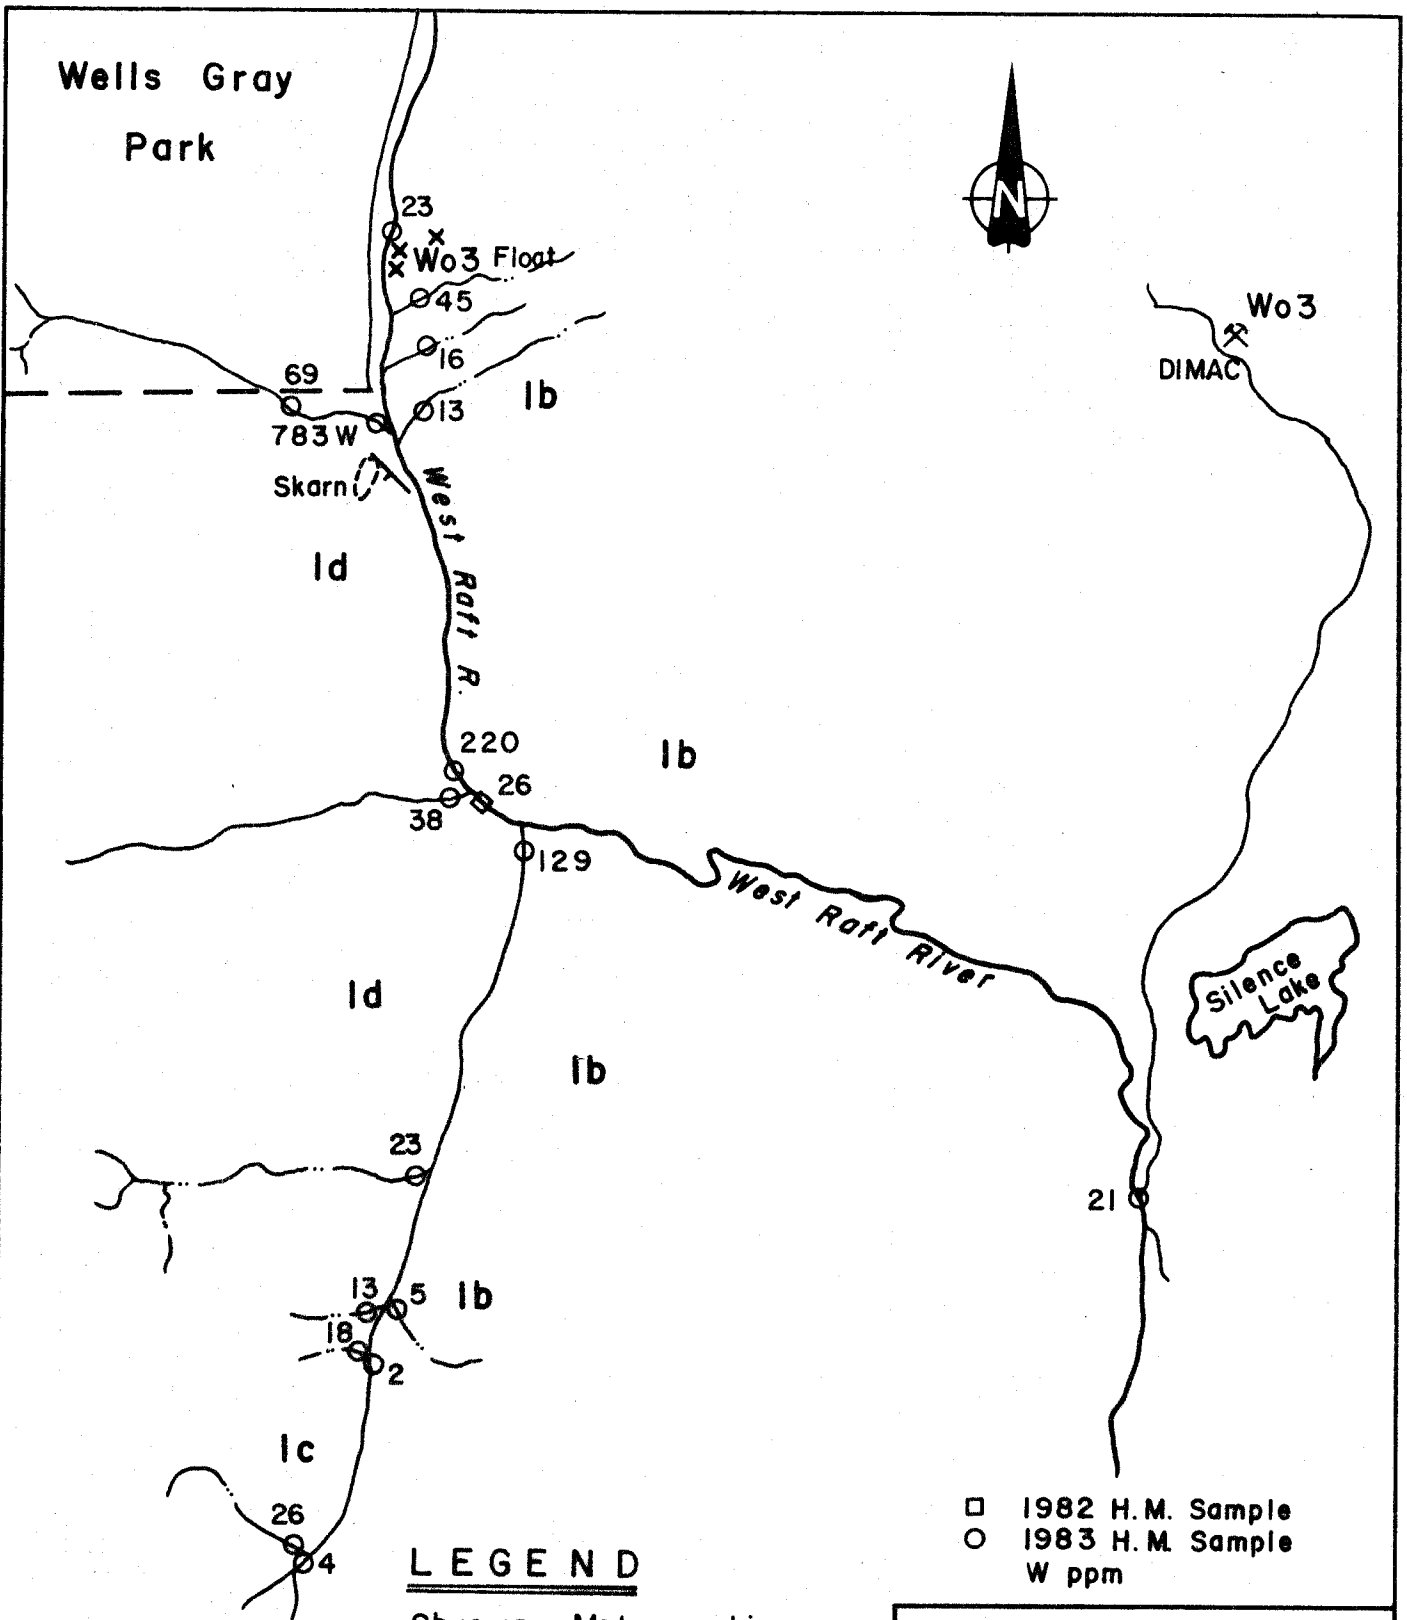 Wells Gray
Park
N
23
Wo3 Float
45
16
13
Ib
69
783 W
Skarn
Id
West Raft R.
Wo3
DIMAC
220
26
38
129
Ib
West Raft River
Silence
Lake
Id
Ib
23
21
13
5
Ib
18
2
Ic
26
4
1982 H.M. Sample
1983 H.M. Sample
W ppm
LEGEND